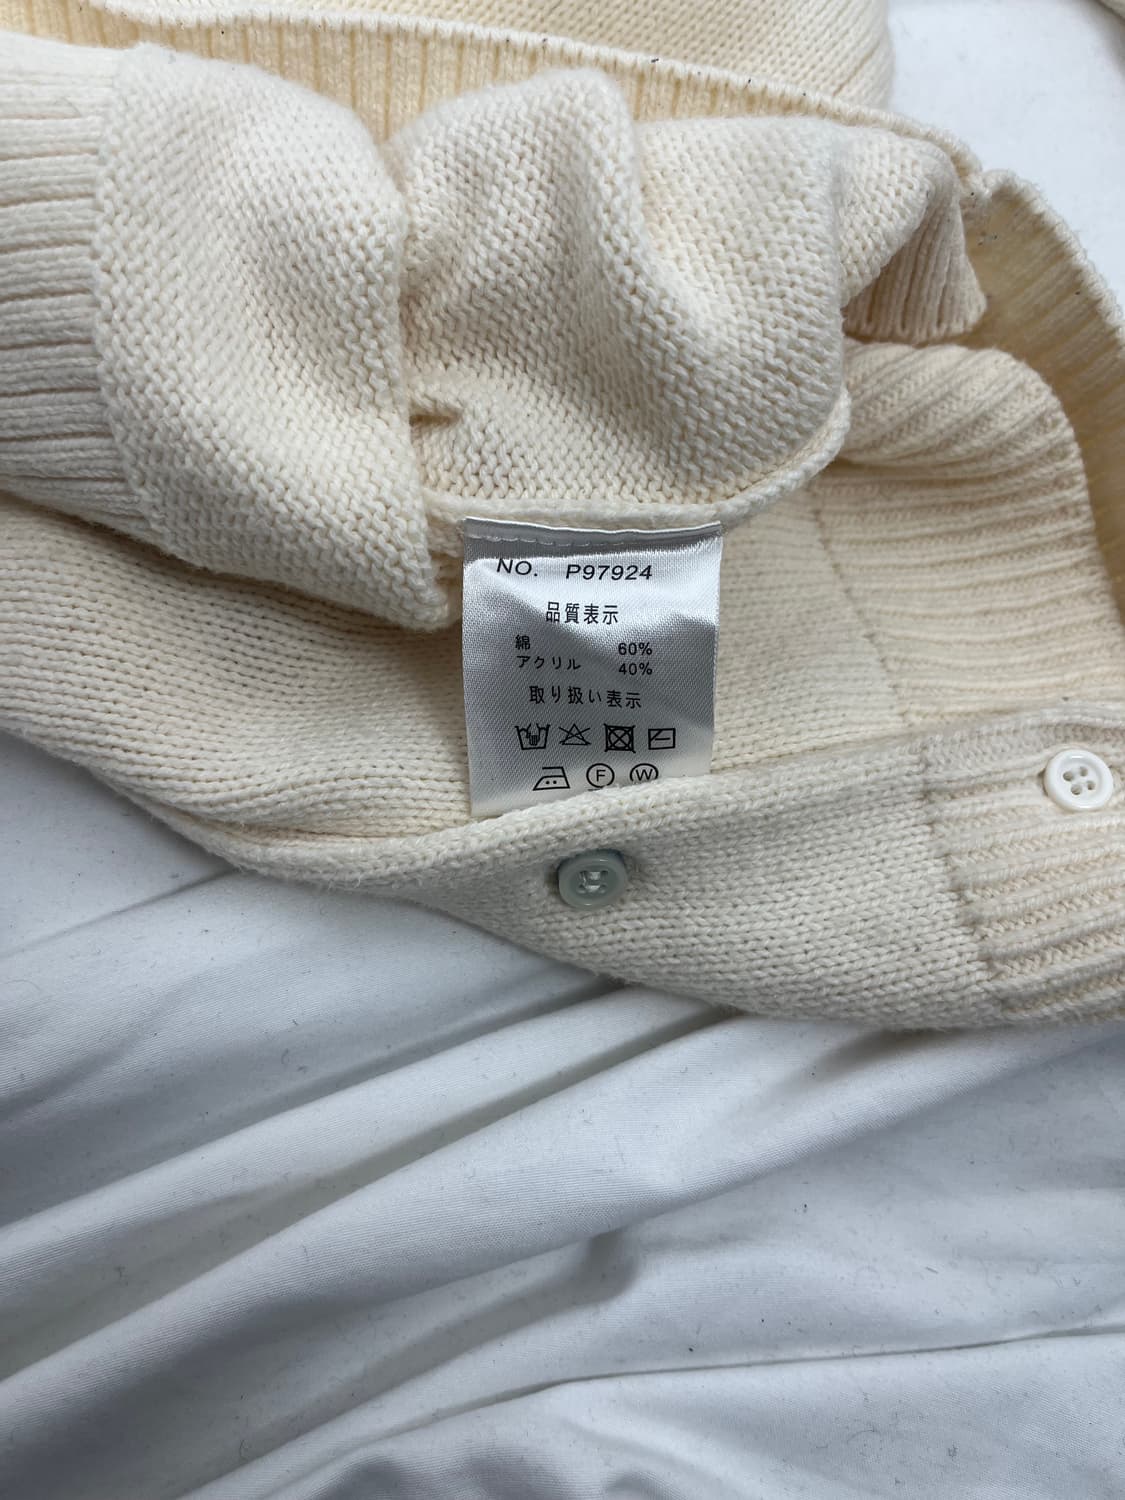 NO. P97924
品質表示
綿 60%
アクリル 40%
取り扱い表示
F W